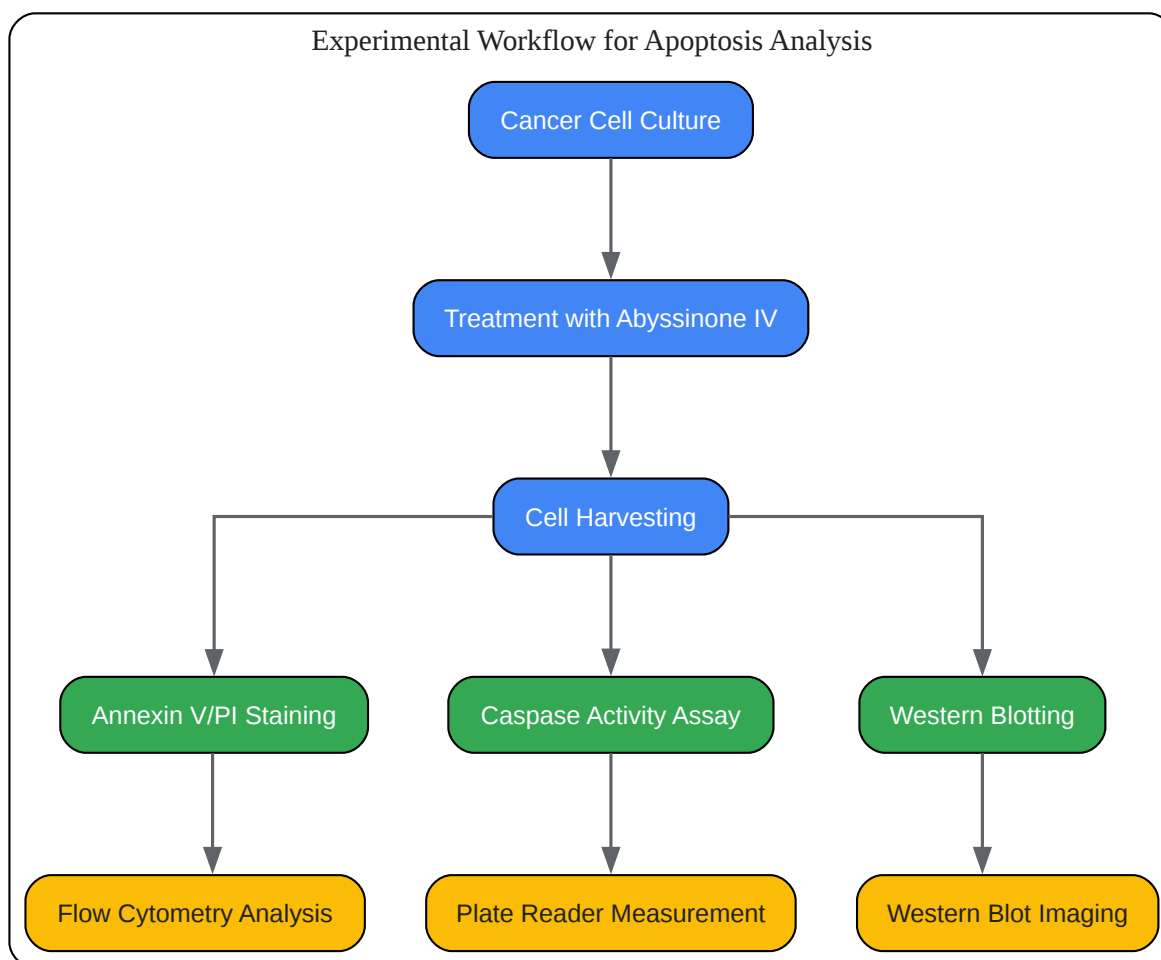 Experimental Workflow for Apoptosis Analysis
Cancer Cell Culture
Treatment with Abyssinone IV
Cell Harvesting
Annexin V/PI Staining
Caspase Activity Assay
Western Blotting
Flow Cytometry Analysis
Plate Reader Measurement
Western Blot Imaging